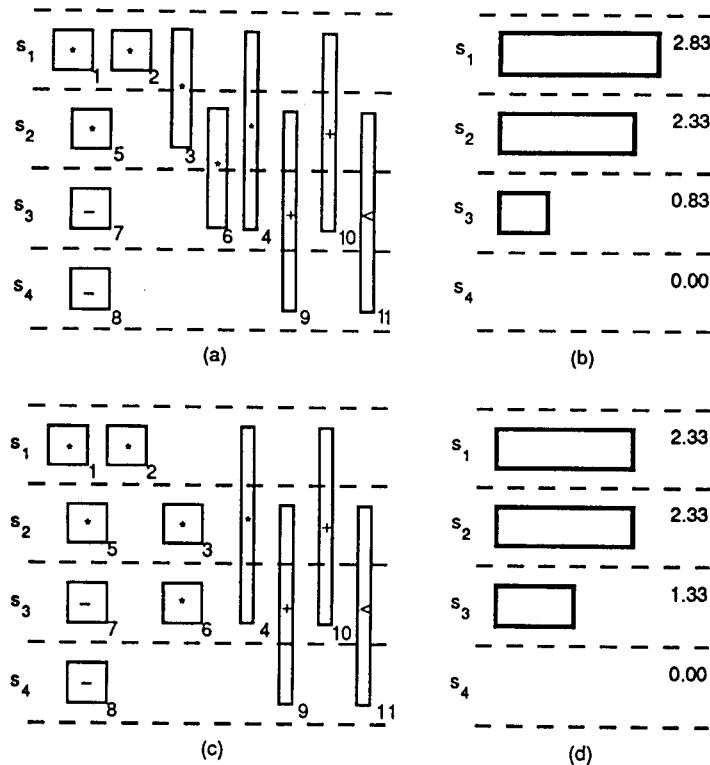 s1 * 1 * 2 * * +
s2 * 5 3 * +
s3 - 7 6 4 10 <
s4 - 8 9 11
(a)
s1 2.83
s2 2.33
s3 0.83
s4 0.00
(b)
s1 * 1 * 2
s2 * 5 * 3 * +
s3 - 7 * 6 4 + 10 <
s4 - 8 9 11
(c)
s1 2.33
s2 2.33
s3 1.33
s4 0.00
(d)